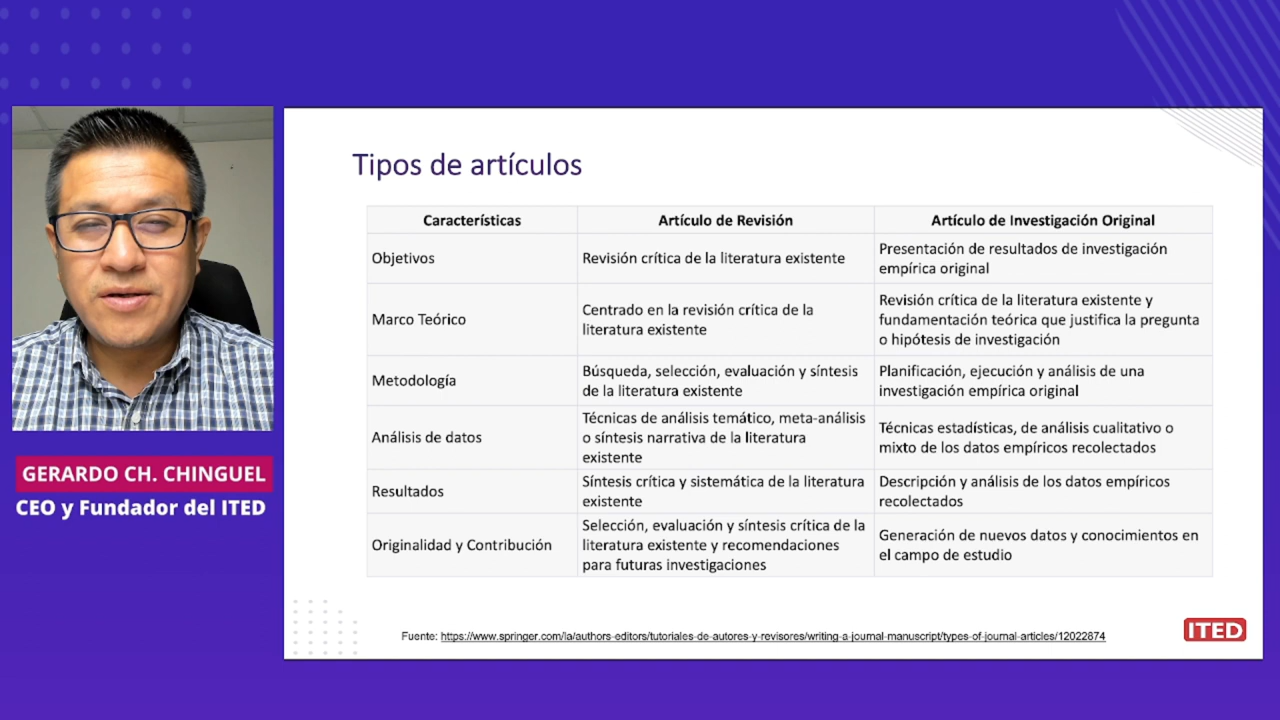 GERARDO CH. CHINGUEL
CEO y Fundador del ITED
Tipos de artículos
Características
Artículo de Revisión
Artículo de Investigación Original
Objetivos
Revisión crítica de la literatura existente
Presentación de resultados de investigación
empírica original
Marco Teórico
Centrado en la revisión crítica de la
literatura existente
Revisión crítica de la literatura existente y
fundamentación teórica que justifica la pregunta
o hipótesis de investigación
Metodología
Búsqueda, selección, evaluación y síntesis
de la literatura existente
Planificación, ejecución y análisis de una
investigación empírica original
Análisis de datos
Técnicas de análisis temático, meta-análisis
o síntesis narrativa de la literatura
existente
Técnicas estadísticas, de análisis cualitativo o
mixto de los datos empíricos recolectados
Resultados
Síntesis crítica y sistemática de la literatura
existente
Descripción y análisis de los datos empíricos
recolectados
Originalidad y Contribución
Selección, evaluación y síntesis crítica de la
literatura existente y recomendaciones
para futuras investigaciones
Generación de nuevos datos y conocimientos en
el campo de estudio
Fuente: https://www.springer.com/la/authors-editors/tutoriales-de-autores-y-revisores/writing-a-journal-manuscript/types-of-journal-articles/12022874
ITED